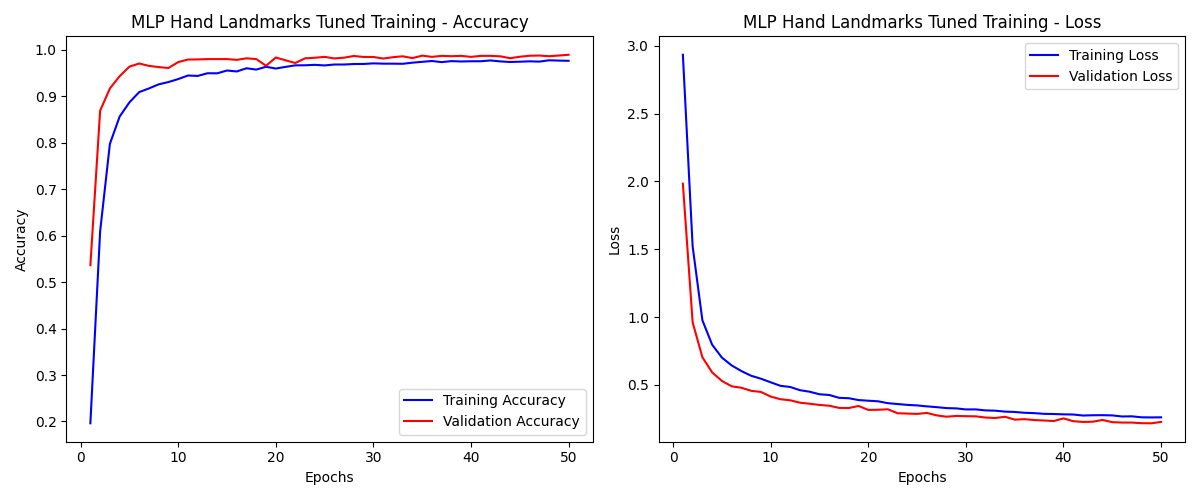 MLP Hand Landmarks Tuned Training - Accuracy
1.0
0.9
0.8
0.7
0.6
0.5
0.4
0.3
0.2
Accuracy
0 10 20 30 40 50
Epochs
Training Accuracy
Validation Accuracy
MLP Hand Landmarks Tuned Training - Loss
3.0
2.5
2.0
1.5
1.0
0.5
Loss
0 10 20 30 40 50
Epochs
Training Loss
Validation Loss